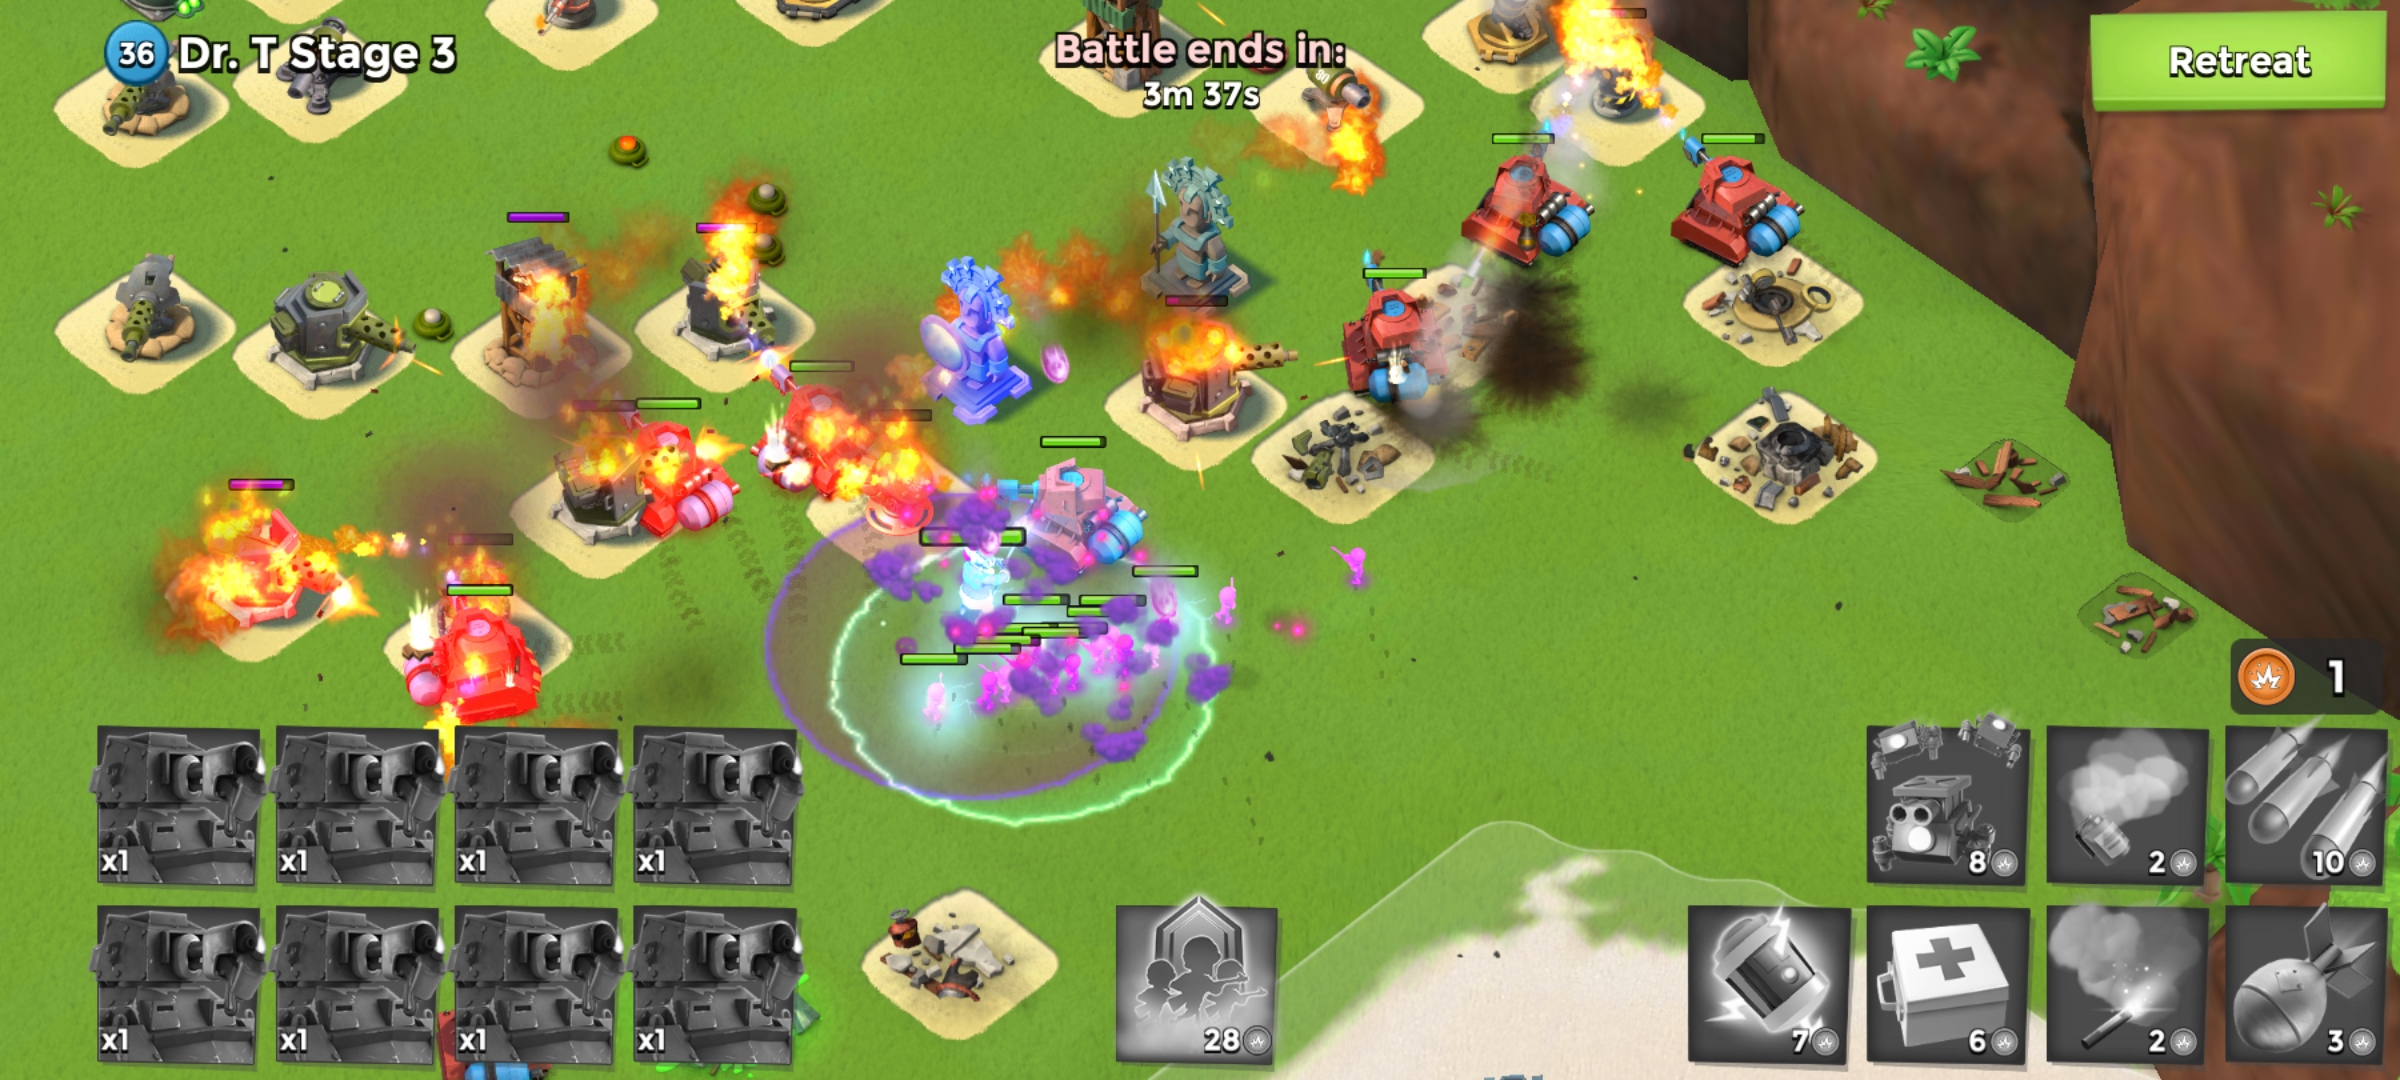 36 Dr. T Stage 3
Battle ends in:
3m 37s
Retreat
80
1
x1 x1 x1 x1
8 2 10
x1 x1 x1 x1
28
7 6 2 3